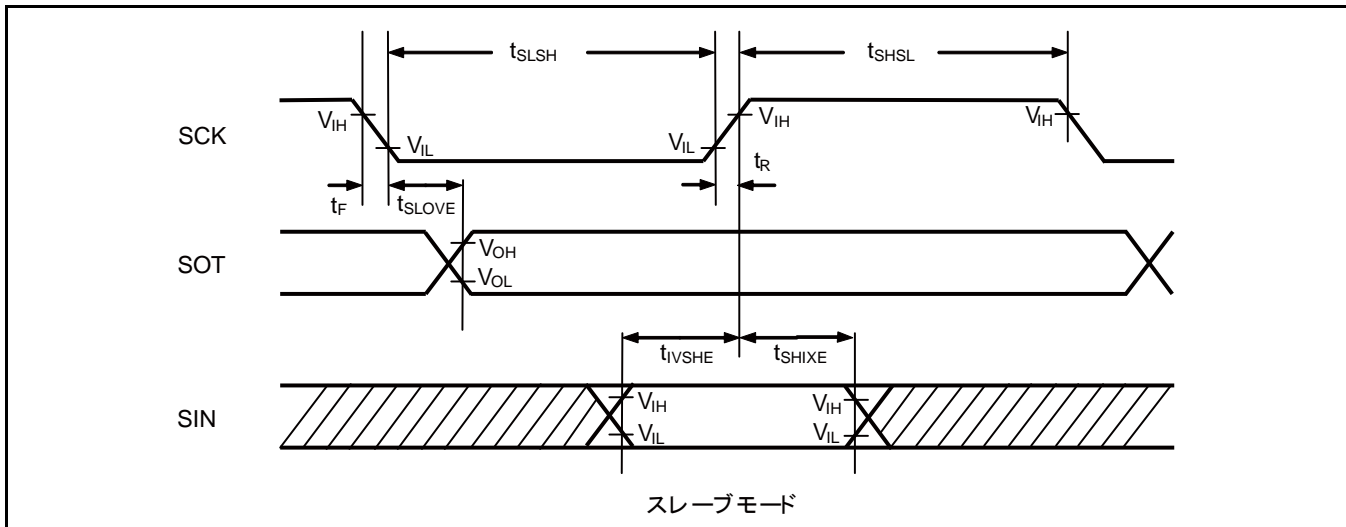 tSLSH
tSHSL
SCK
VIH
VIL
VIL
VIH
VIH
tR
tF
tSLOVE
SOT
VOH
VOL
tIVSHE
tSHIXE
SIN
VIH
VIL
VIH
VIL
スレーブモード